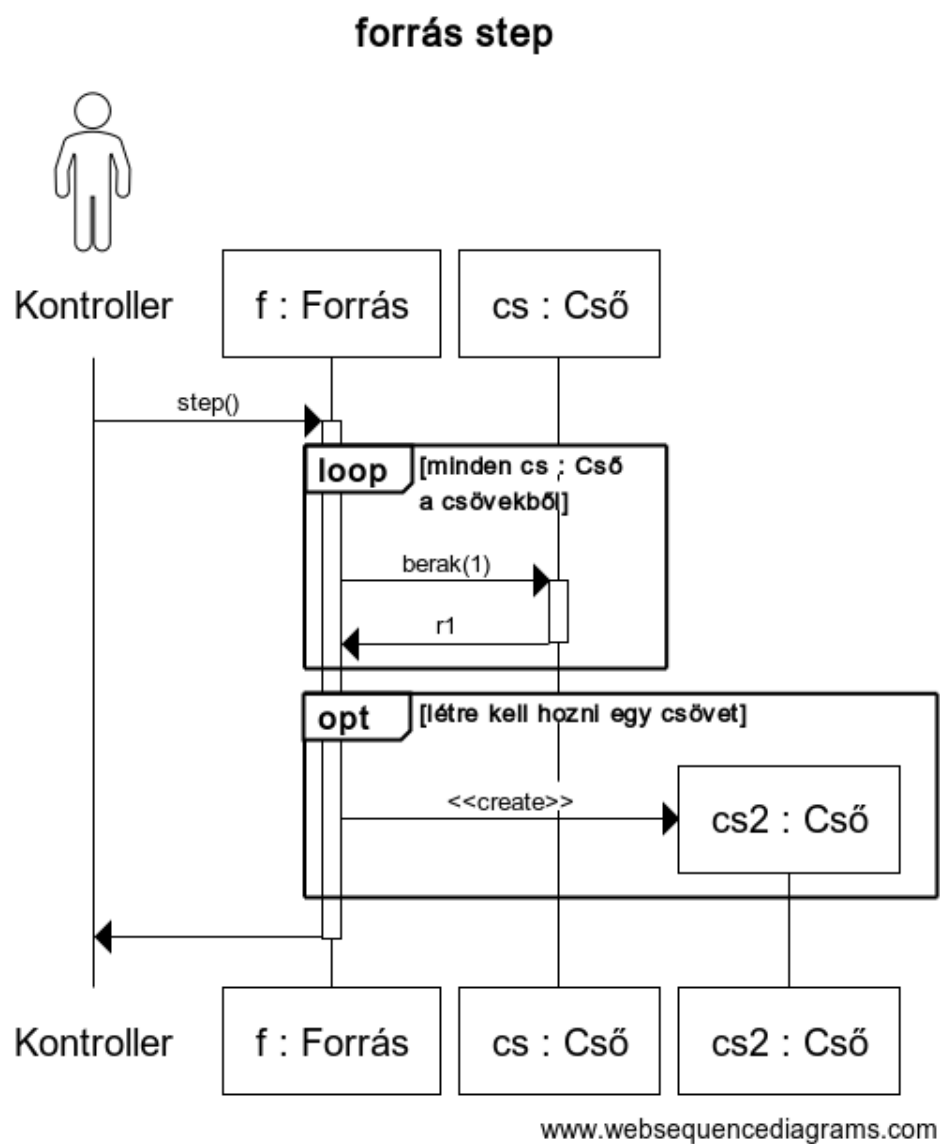 forrás step
Kontroller
f : Forrás
cs : Cső
step()
loop
[minden cs : Cső
a csövekből]
berak(1)
r1
opt
[létre kell hozni egy csövet]
<<create>>
cs2 : Cső
Kontroller
f : Forrás
cs : Cső
cs2 : Cső
www.websequencediagrams.com